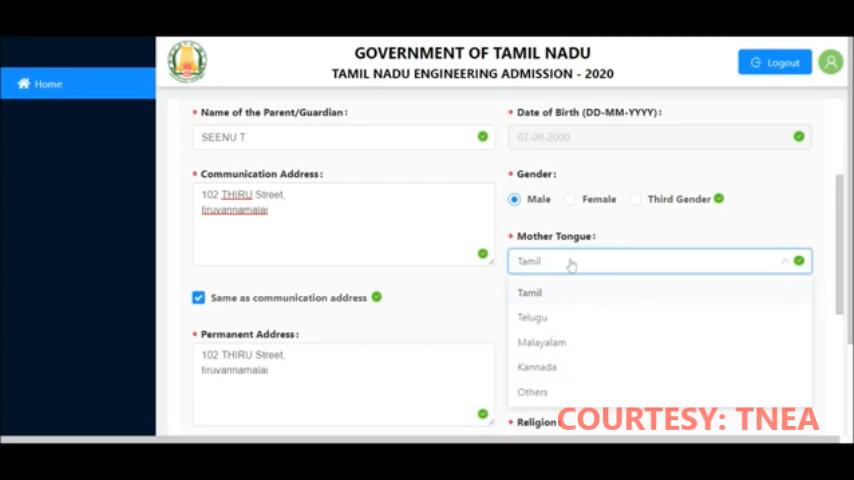 GOVERNMENT OF TAMIL NADU
TAMIL NADU ENGINEERING ADMISSION - 2020
Logout
Home
* Name of the Parent/Guardian :
* Date of Birth (DD-MM-YYYY) :
SEENU T
07-06-2000
* Communication Address :
* Gender :
102 THIRU Street,
tiruvannamalai
Male Female Third Gender
* Mother Tongue :
Tamil
Tamil
Telugu
Malayalam
Kannada
Others
Same as communication address
* Permanent Address :
102 THIRU Street,
tiruvannamalai
* Religion
COURTESY: TNEA